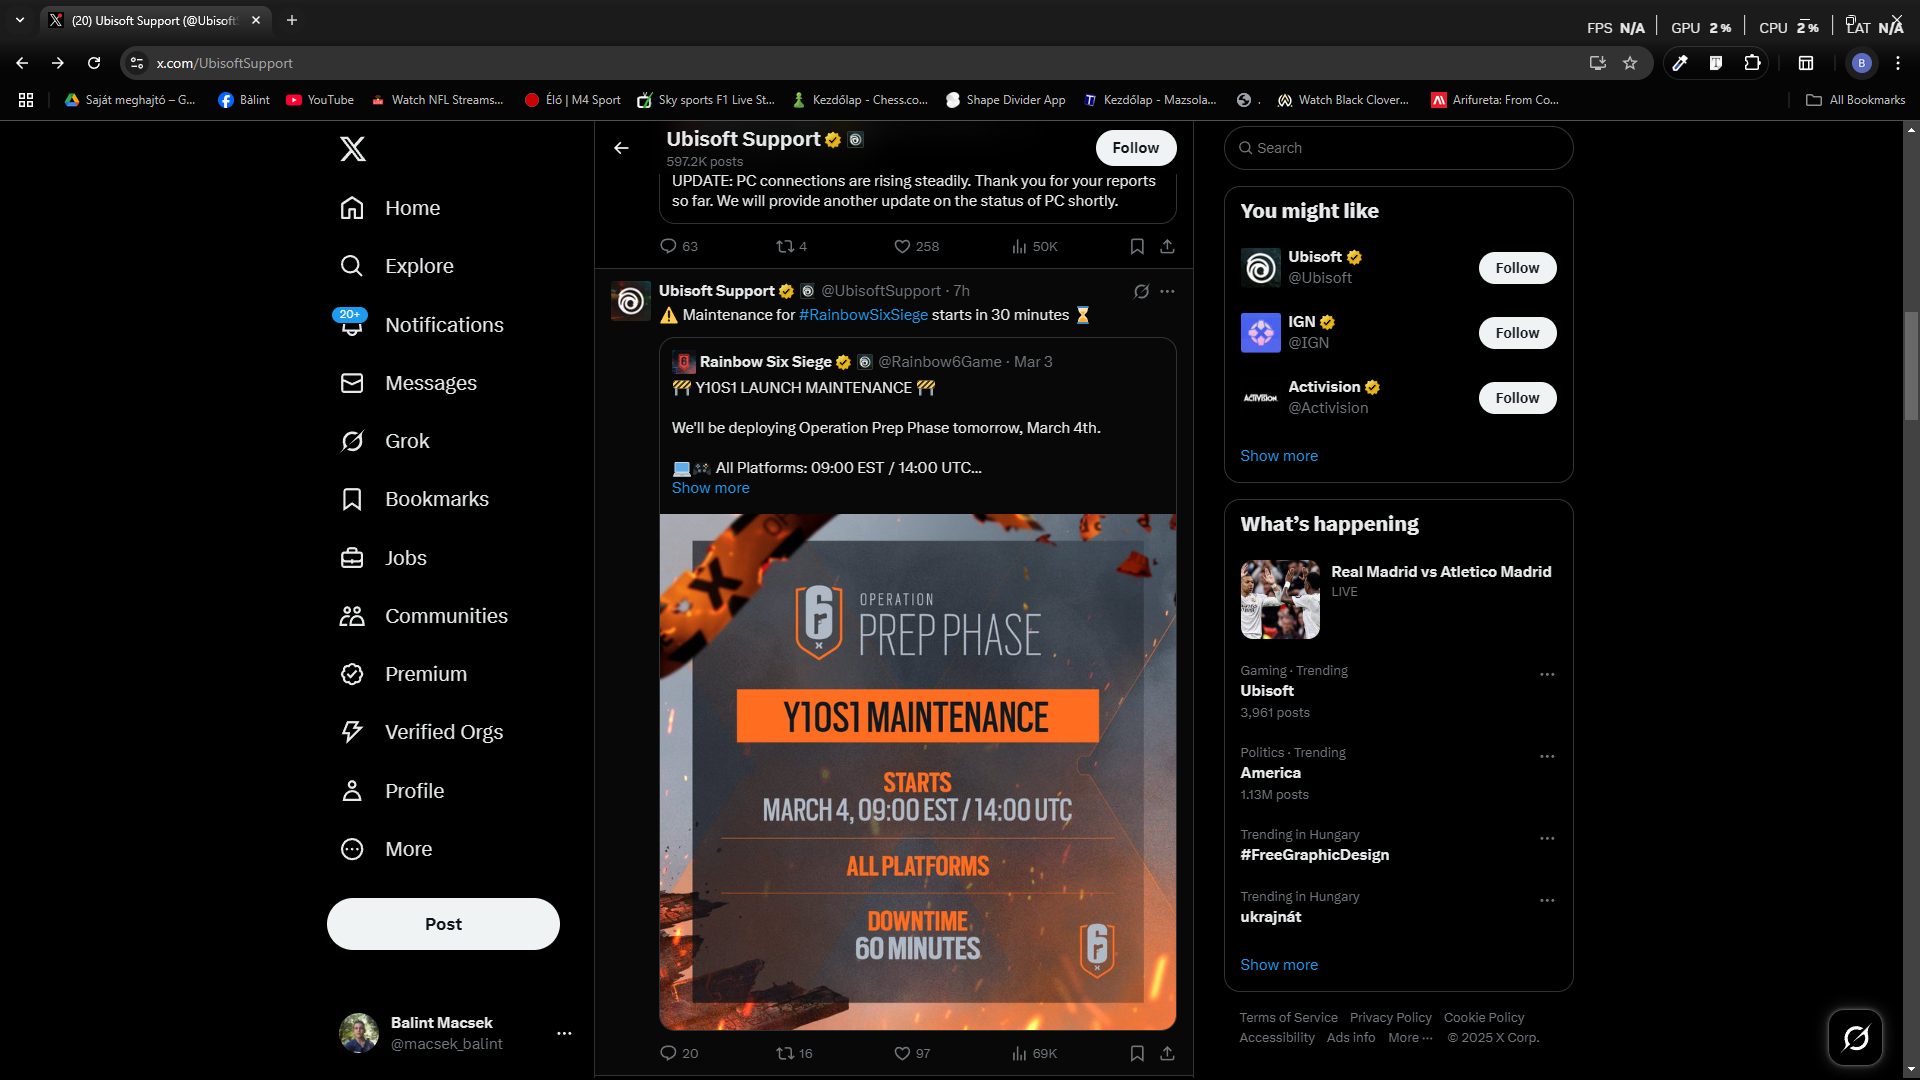 (20) Ubisoft Support (@Ubisoft
FPS N/A GPU 2 % CPU 2 % LAT N/A
x.com/UbisoftSupport
B
Saját meghajtó – G...
Bàlint
YouTube
Watch NFL Streams...
Élő | M4 Sport
Sky sports F1 Live St...
Kezdőlap - Chess.co...
Shape Divider App
Kezdőlap - Mazsola...
.
Watch Black Clover...
Arifureta: From Co...
All Bookmarks
Home
Explore
20+
Notifications
Messages
Grok
Bookmarks
Jobs
Communities
Premium
Verified Orgs
Profile
More
Post
Balint Macsek
@macsek_balint
Ubisoft Support
597.2K posts
Follow
UPDATE: PC connections are rising steadily. Thank you for your reports
so far. We will provide another update on the status of PC shortly.
63 4 258 50K
Ubisoft Support @UbisoftSupport · 7h
⚠️ Maintenance for #RainbowSixSiege starts in 30 minutes ⏳
Rainbow Six Siege @Rainbow6Game · Mar 3
🚧 Y10S1 LAUNCH MAINTENANCE 🚧
We'll be deploying Operation Prep Phase tomorrow, March 4th.
💻🎮 All Platforms: 09:00 EST / 14:00 UTC...
Show more
OPERATION
PREP PHASE
Y10S1 MAINTENANCE
STARTS
MARCH 4, 09:00 EST / 14:00 UTC
ALL PLATFORMS
DOWNTIME
60 MINUTES
20 16 97 69K
Search
You might like
Ubisoft
@Ubisoft
Follow
IGN
@IGN
Follow
ACTIVISION
Activision
@Activision
Follow
Show more
What's happening
Real Madrid vs Atletico Madrid
LIVE
Gaming · Trending
Ubisoft
3,961 posts
Politics · Trending
America
1.13M posts
Trending in Hungary
#FreeGraphicDesign
Trending in Hungary
ukrajnát
Show more
Terms of Service Privacy Policy Cookie Policy
Accessibility Ads info More ··· © 2025 X Corp.